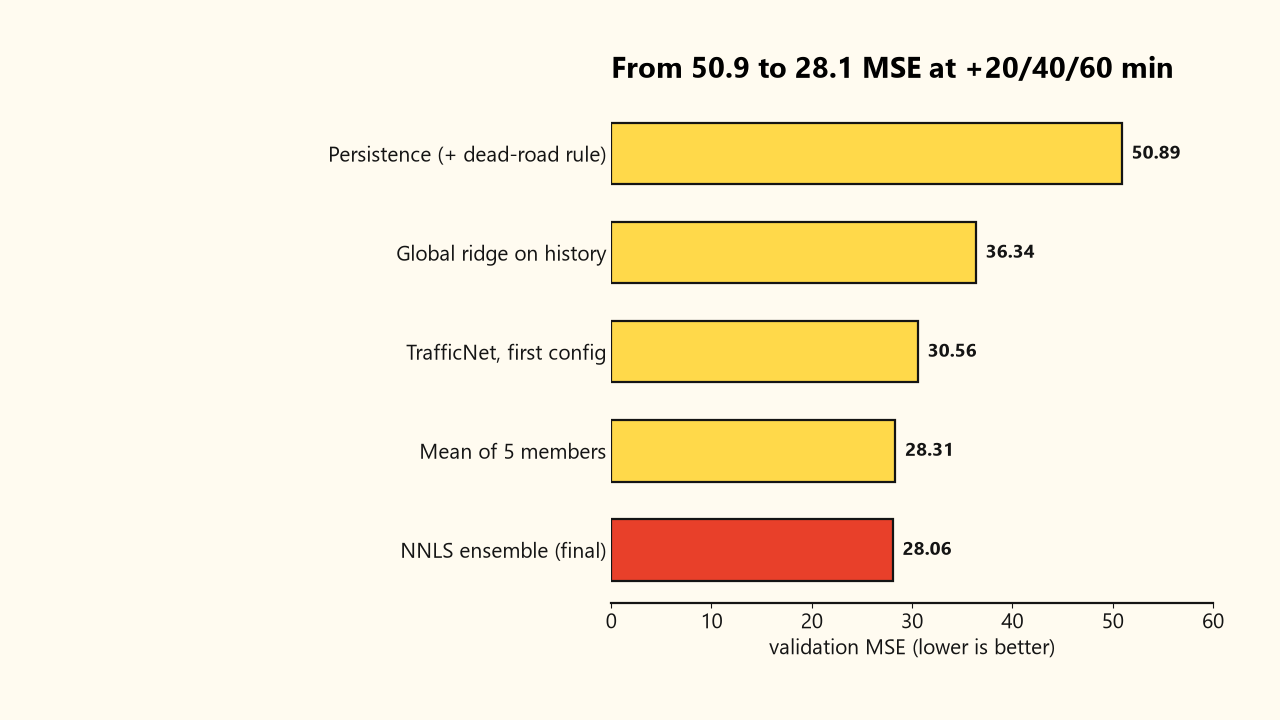 From 50.9 to 28.1 MSE at +20/40/60 min
Persistence (+ dead-road rule)
50.89
Global ridge on history
36.34
TrafficNet, first config
30.56
Mean of 5 members
28.31
NNLS ensemble (final)
28.06
0 10 20 30 40 50 60
validation MSE (lower is better)